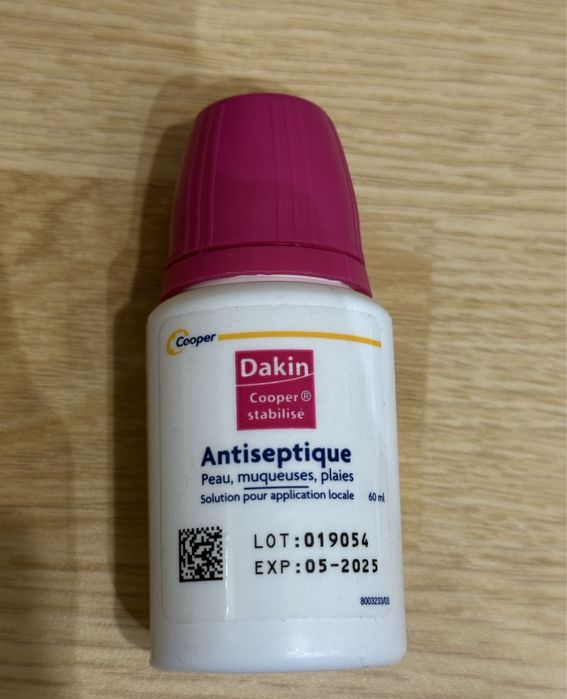 Cooper
Dakin
Cooper®
stabilisé
Antiseptique
Peau, muqueuses, plaies
Solution pour application locale 60 ml
LOT:019054
EXP:05-2025
8003233/03